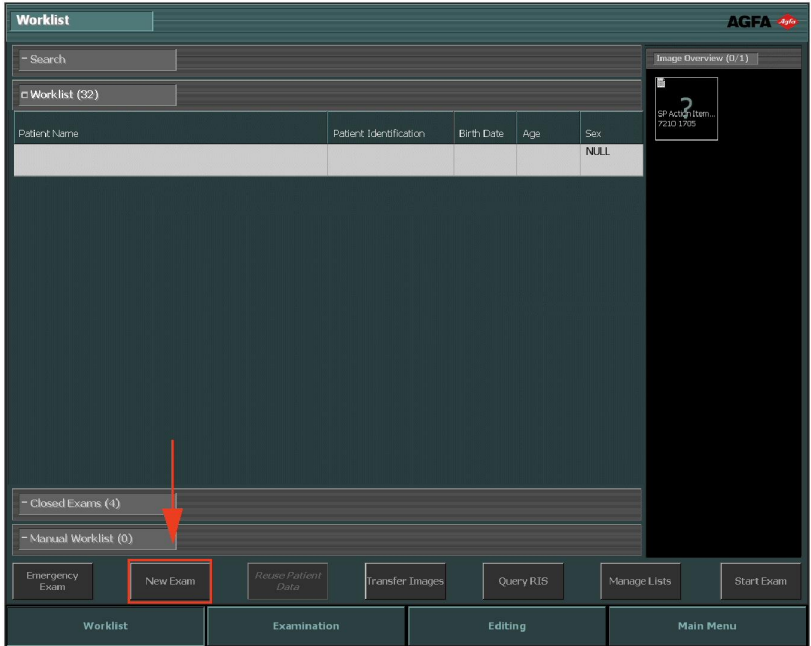 Worklist
AGFA Agfa
- Search
Image Overview (0/1)
Worklist (32)
SP Action Item...
7210 1705
Patient Name Patient Identification Birth Date Age Sex
NULL
- Closed Exams (4)
- Manual Worklist (0)
Emergency
Exam
New Exam
Reuse Patient
Data
Transfer Images
Query RIS
Manage Lists
Start Exam
Worklist Examination Editing Main Menu